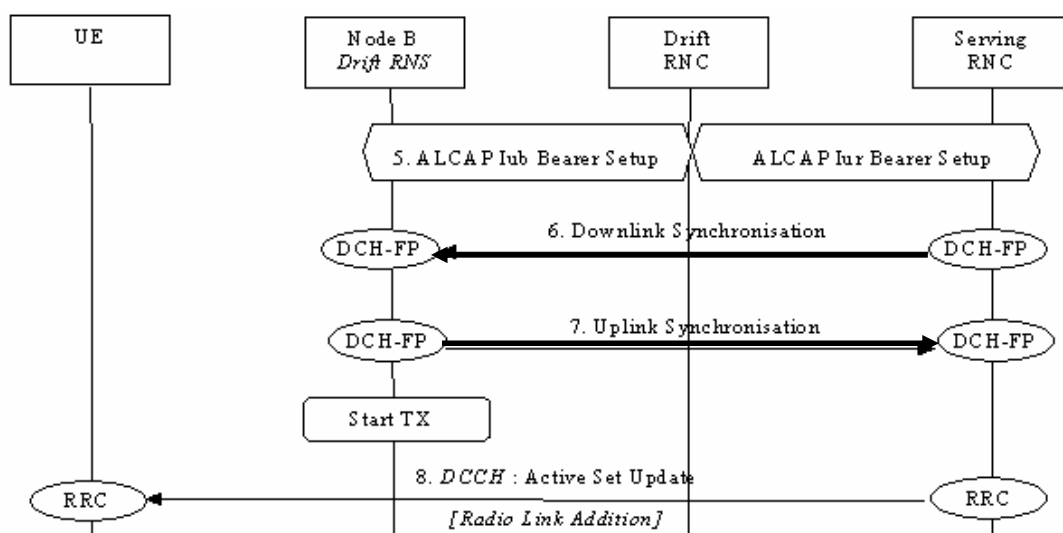 UE
Node B
Drift RNS
Drift
RNC
Serving
RNC
5. ALCAP Iub Bearer Setup
ALCAP Iur Bearer Setup
6. Downlink Synchronisation
DCH-FP
DCH-FP
7. Uplink Synchronisation
DCH-FP
DCH-FP
Start TX
8. DCCH : Active Set Update
RRC
RRC
[Radio Link Addition]